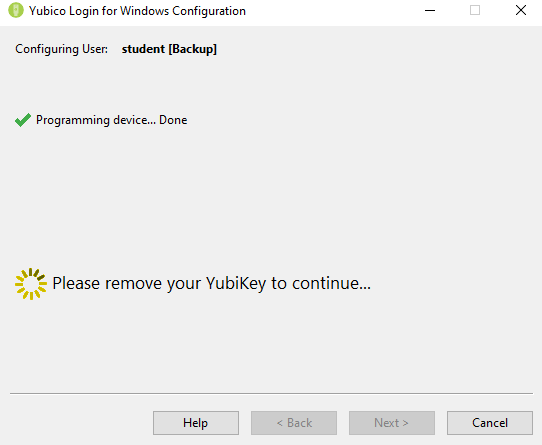 Yubico Login for Windows Configuration
Configuring User: student [Backup]
Programming device... Done
Please remove your YubiKey to continue...
Help < Back Next > Cancel